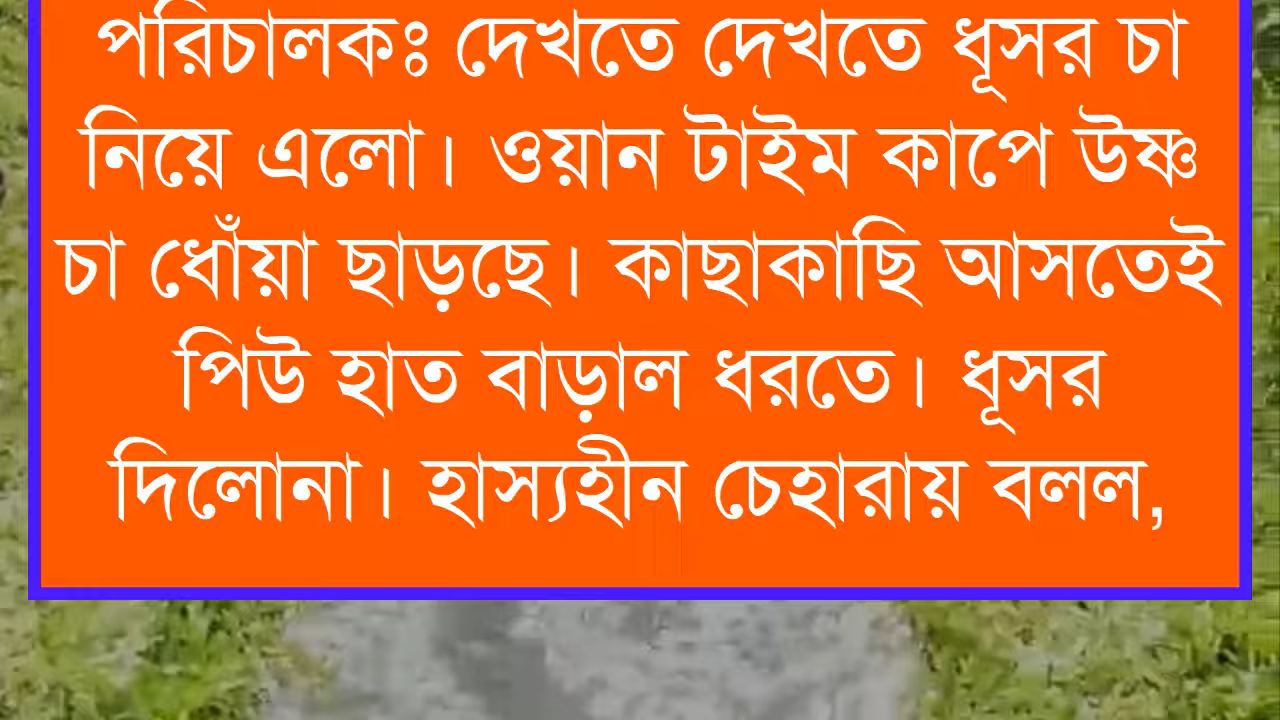 পরিচালকঃ দেখতে দেখতে ধূসর চা
নিয়ে এলো। ওয়ান টাইম কাপে উষ্ণ
চা ধোঁয়া ছাড়ছে। কাছাকাছি আসতেই
পিউ হাত বাড়াল ধরতে। ধূসর
দিলোনা। হাস্যহীন চেহারায় বলল,